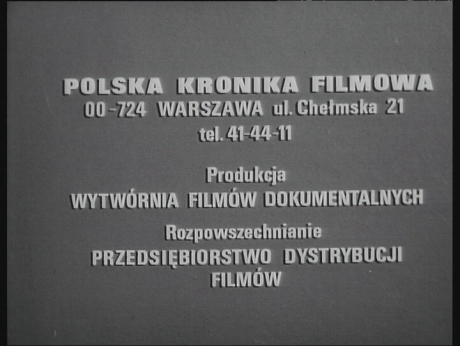 POLSKA KRONIKA FILMOWA
00-724 WARSZAWA ul. Chełmska 21
tel. 41-44-11
Produkcja
WYTWÓRNIA FILMÓW DOKUMENTALNYCH
Rozpowszechnianie
PRZEDSIĘBIORSTWO DYSTRYBUCJI
FILMÓW